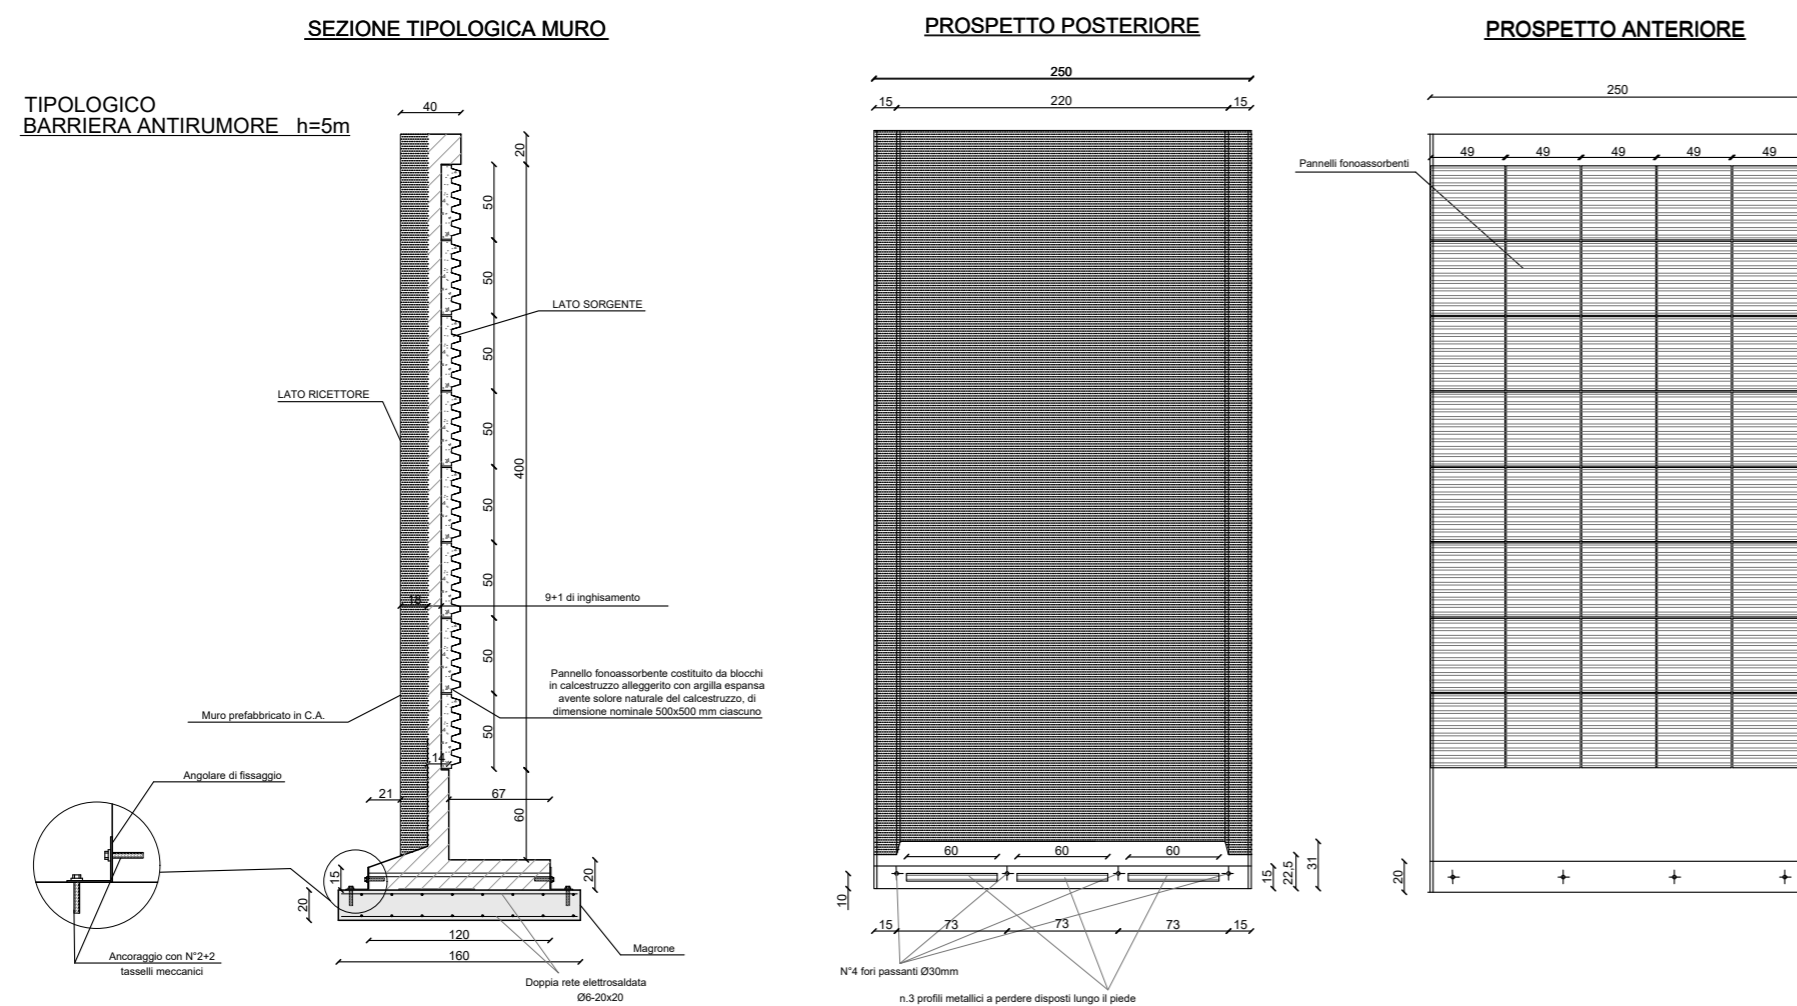 SEZIONE TIPOLOGICA MURO
PROSPETTO POSTERIORE
PROSPETTO ANTERIORE
TIPOLOGICO
BARRIERA ANTIRUMORE h=5m
40
20
50
50
50
50
50
50
50
50
400
60
LATO SORGENTE
LATO RICETTORE
18
9+1 di inghisamento
Pannello fonoassorbente costituito da blocchi
in calcestruzzo alleggerito con argilla espansa
avente solore naturale del calcestruzzo, di
dimensione nominale 500x500 mm ciascuno
Muro prefabbricato in C.A.
14
Angolare di fissaggio
21
67
15
20
20
120
160
Magrone
Ancoraggio con N°2+2
tasselli meccanici
Doppia rete elettrosaldata
Ø6-20x20
250
15
220
15
60
60
60
10
15
22,5
31
15
73
73
73
15
N°4 fori passanti Ø30mm
n.3 profili metallici a perdere disposti lungo il piede
250
49
49
49
49
49
Pannelli fonoassorbenti
20